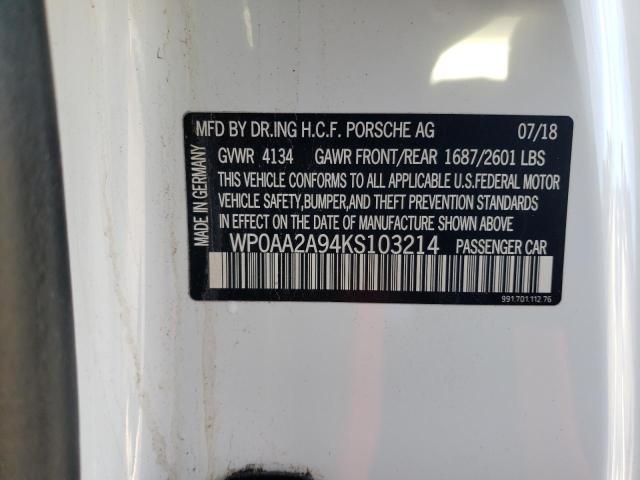 MFD BY DR.ING H.C.F. PORSCHE AG 07/18
GVWR 4134 GAWR FRONT/REAR 1687/2601 LBS
THIS VEHICLE CONFORMS TO ALL APPLICABLE U.S.FEDERAL MOTOR
VEHICLE SAFETY,BUMPER,AND THEFT PREVENTION STANDARDS
IN EFFECT ON THE DATE OF MANUFACTURE SHOWN ABOVE
WP0AA2A94KS103214 PASSENGER CAR
991.701.112.76
MADE IN GERMANY